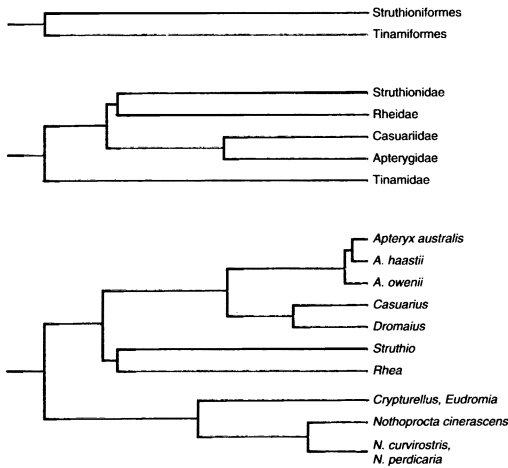 Struthioniformes
Tinamiformes
Struthionidae
Rheidae
Casuariidae
Apterygidae
Tinamidae
Apteryx australis
A. haastii
A. owenii
Casuarius
Dromaius
Struthio
Rhea
Crypturellus, Eudromia
Nothoprocta cinerascens
N. curvirostris,
N. perdicaria